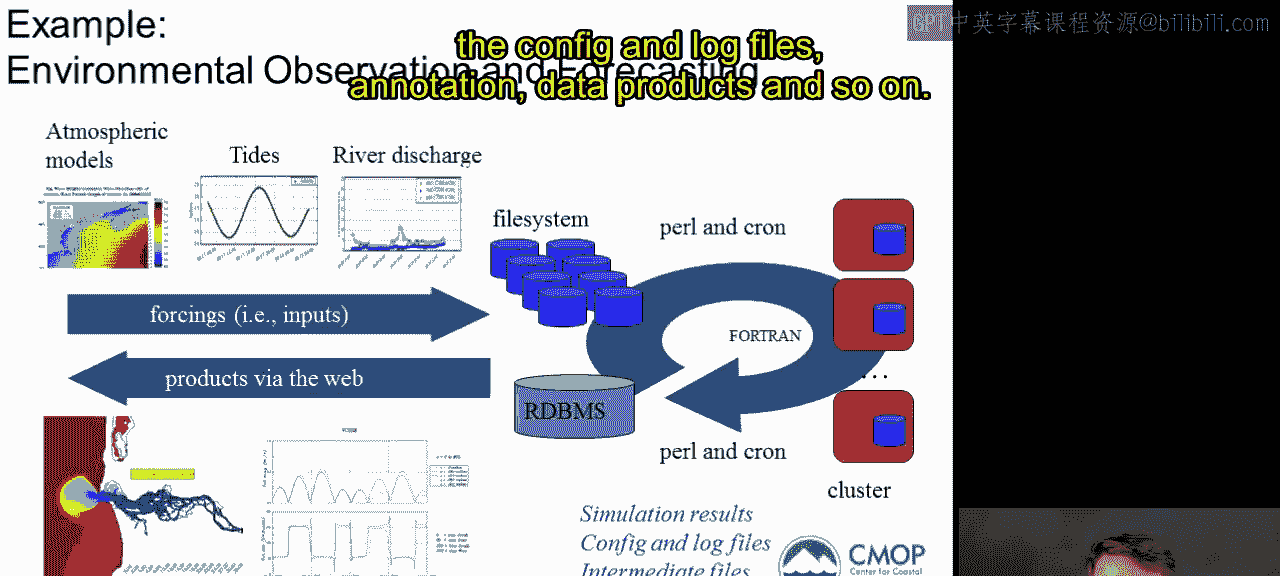 Example:
Environmental Observation and Forecasting
the config and log files,
annotation, data products and so on.
GPT中英字幕课程资源@bilibili.com
Atmospheric
models
Tides
River discharge
filesystem
perl and cron
forcings (i.e., inputs)
FORTRAN
products via the web
RDBMS
...
perl and cron
cluster
Simulation results
Config and log files
Intermediate files
CMOP
Center for Coastal